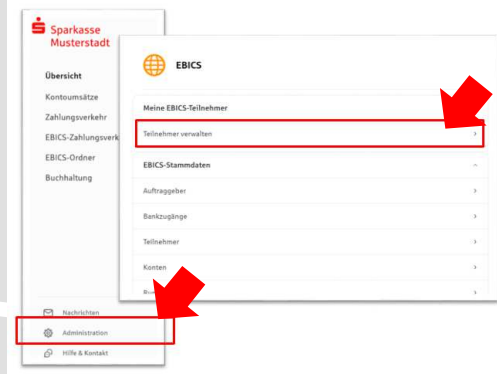 Sparkasse
Musterstadt
Übersicht
Kontoumsätze
Zahlungsverkehr
EBICS-Zahlungsverk
EBICS-Ordner
Buchhaltung
Nachrichten
Administration
Hilfe & Kontakt
EBICS
Meine EBICS-Teilnehmer
Teilnehmer verwalten
EBICS-Stammdaten
Auftraggeber
Bankzugänge
Teilnehmer
Konten